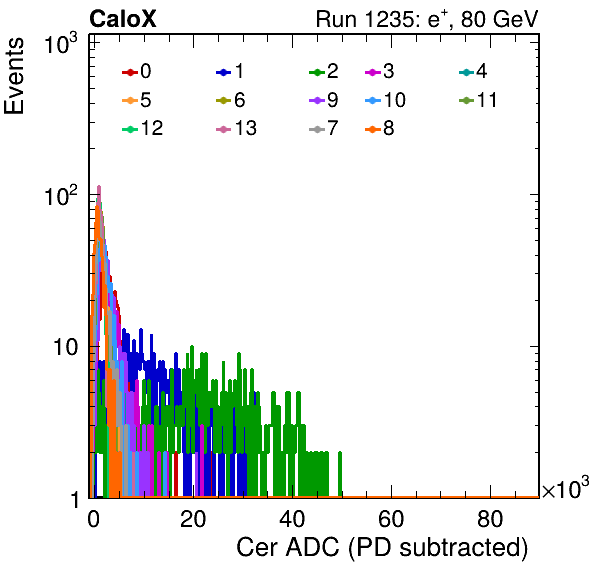 CaloX Run 1235: e⁺, 80 GeV
Events
10³
0 1 2 3 4
5 6 9 10 11
12 13 7 8
10²
10
1
0 20 40 60 80 ×10³
Cer ADC (PD subtracted)